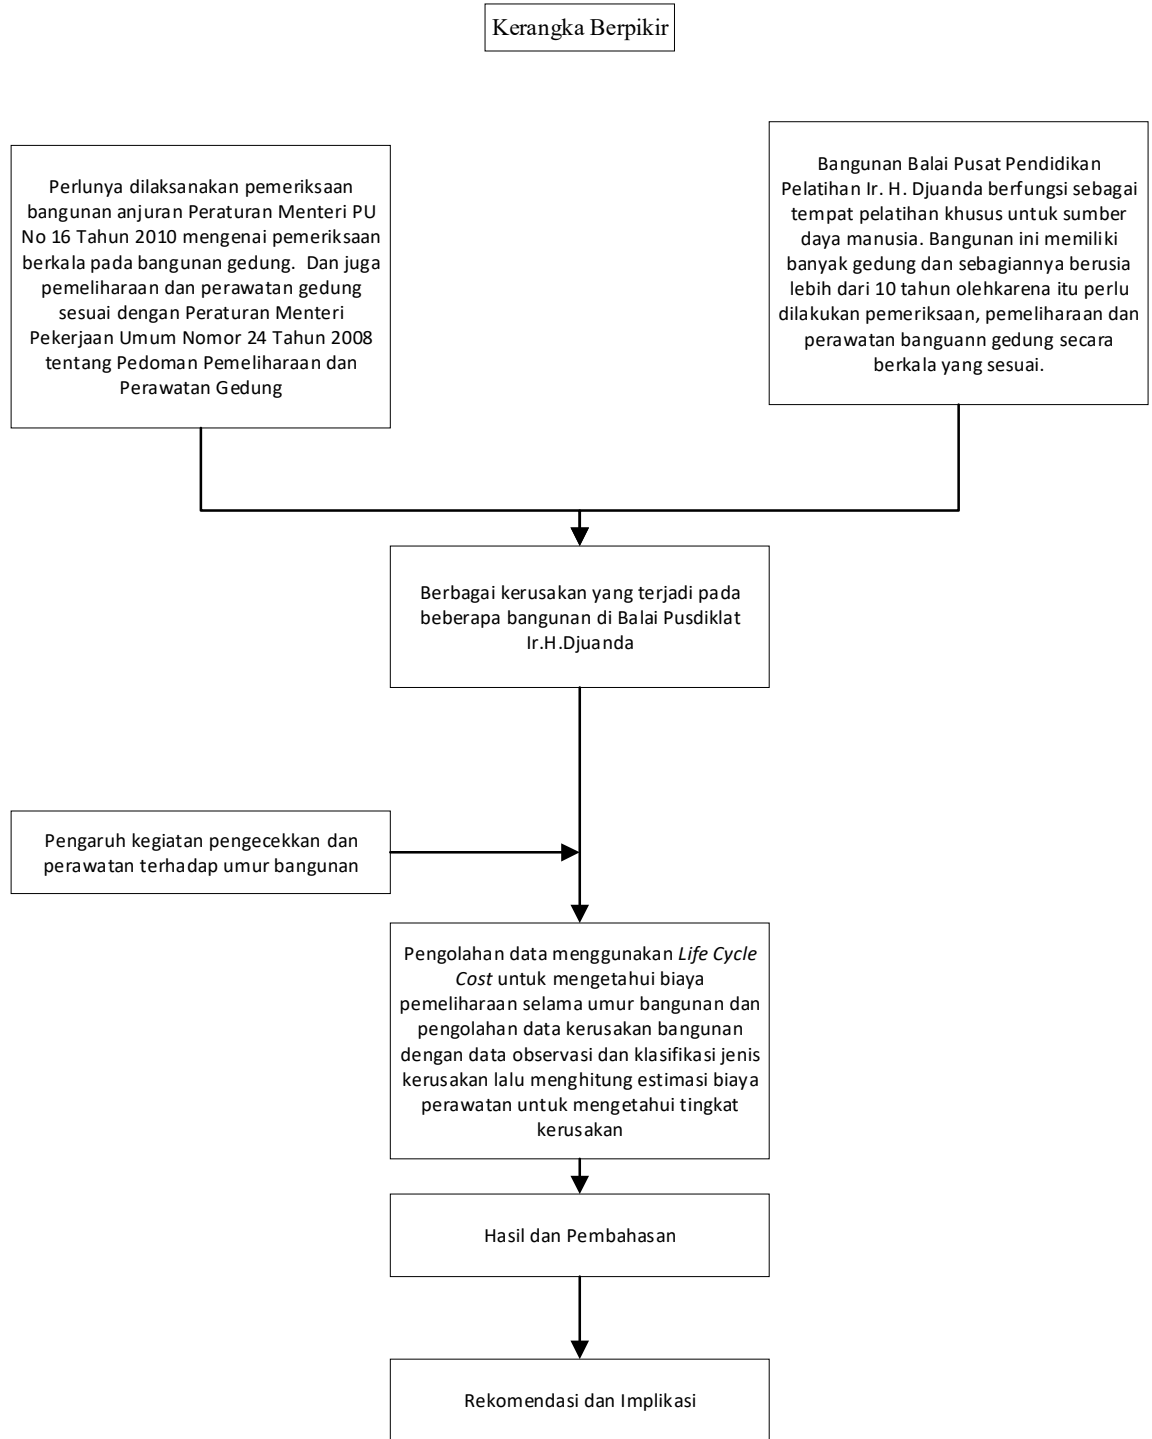 Kerangka Berpikir
Perlunya dilaksanakan pemeriksaan
bangunan anjuran Peraturan Menteri PU
No 16 Tahun 2010 mengenai pemeriksaan
berkala pada bangunan gedung.  Dan juga
pemeliharaan dan perawatan gedung
sesuai dengan Peraturan Menteri
Pekerjaan Umum Nomor 24 Tahun 2008
tentang Pedoman Pemeliharaan dan
Perawatan Gedung
Bangunan Balai Pusat Pendidikan
Pelatihan Ir. H. Djuanda berfungsi sebagai
tempat pelatihan khusus untuk sumber
daya manusia. Bangunan ini memiliki
banyak gedung dan sebagiannya berusia
lebih dari 10 tahun olehkarena itu perlu
dilakukan pemeriksaan, pemeliharaan dan
perawatan banguann gedung secara
berkala yang sesuai.
Berbagai kerusakan yang terjadi pada
beberapa bangunan di Balai Pusdiklat
Ir.H.Djuanda
Pengaruh kegiatan pengecekkan dan
perawatan terhadap umur bangunan
Pengolahan data menggunakan Life Cycle
Cost untuk mengetahui biaya
pemeliharaan selama umur bangunan dan
pengolahan data kerusakan bangunan
dengan data observasi dan klasifikasi jenis
kerusakan lalu menghitung estimasi biaya
perawatan untuk mengetahui tingkat
kerusakan
Hasil dan Pembahasan
Rekomendasi dan Implikasi